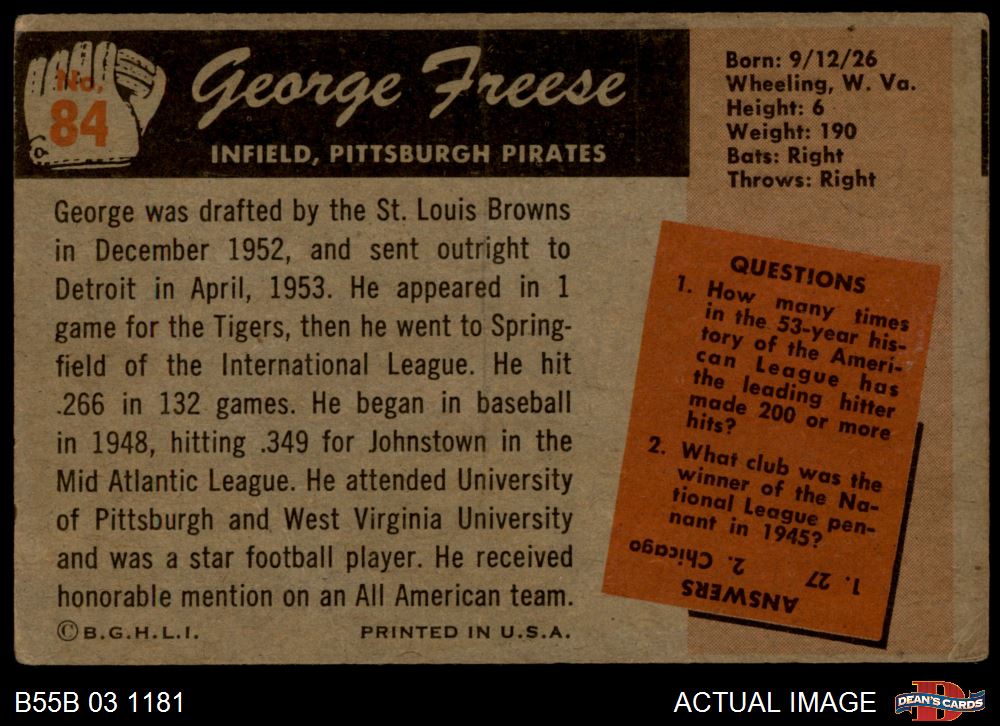 No.
84
George Freese
INFIELD, PITTSBURGH PIRATES
Born: 9/12/26
Wheeling, W. Va.
Height: 6
Weight: 190
Bats: Right
Throws: Right
George was drafted by the St. Louis Browns
in December 1952, and sent outright to
Detroit in April, 1953. He appeared in 1
game for the Tigers, then he went to Spring-
field of the International League. He hit
.266 in 132 games. He began in baseball
in 1948, hitting .349 for Johnstown in the
Mid Atlantic League. He attended University
of Pittsburgh and West Virginia University
and was a star football player. He received
honorable mention on an All American team.
©B.G.H.L.I. PRINTED IN U.S.A.
QUESTIONS
1. How many times
in the 53-year his-
tory of the Ameri-
can League has
the leading hitter
made 200 or more
hits?
2. What club was the
winner of the Na-
tional League pen-
nant in 1945?
ANSWERS
1. 27 2. Chicago
B55B 03 1181
ACTUAL IMAGE
DEAN'S CARDS